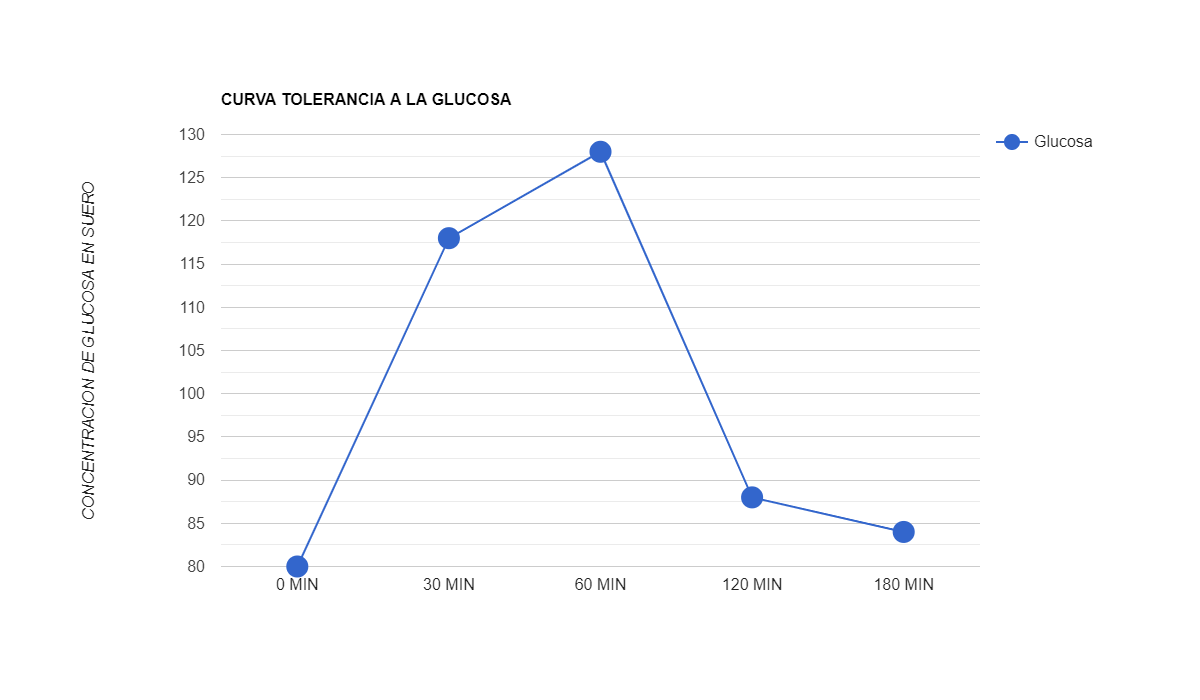 CURVA TOLERANCIA A LA GLUCOSA
CONCENTRACION DE GLUCOSA EN SUERO
130
125
120
115
110
105
100
95
90
85
80
0 MIN
30 MIN
60 MIN
120 MIN
180 MIN
Glucosa